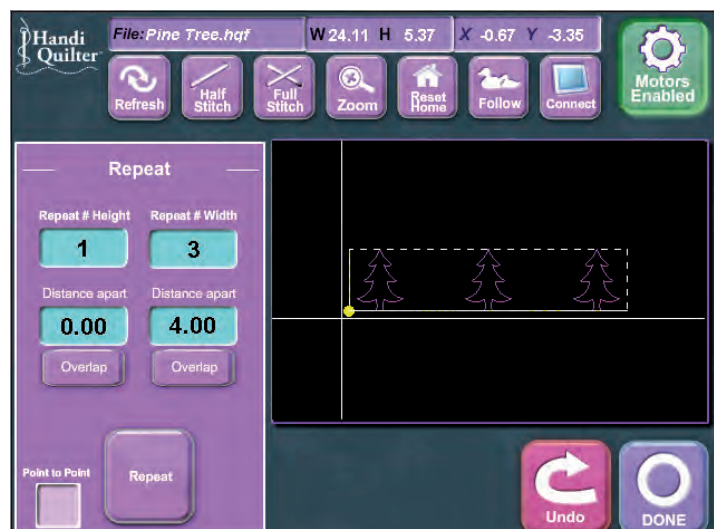 Handi
Quilter
File: Pine Tree.hqf
W 24.11 H 5.37
X -0.67 Y -3.35
Refresh
Half
Stitch
Full
Stitch
Zoom
Reset
Home
Follow
Connect
Motors
Enabled
Repeat
Repeat # Height
Repeat # Width
1
3
Distance apart
Distance apart
0.00
4.00
Overlap
Overlap
Point to Point
Repeat
Undo
DONE